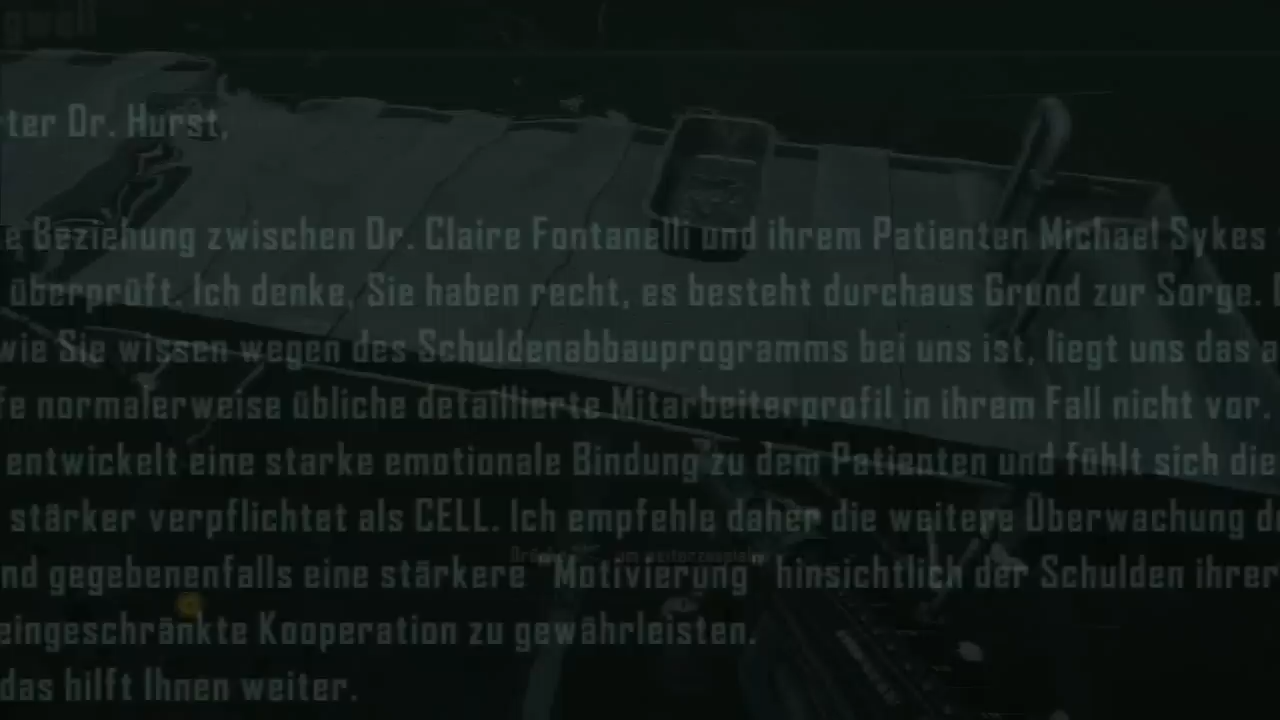 gwell
rter Dr. Hurst,
e Beziehung zwischen Dr. Claire Fontanelli und ihrem Patienten Michael Sykes
überprüft. Ich denke, Sie haben recht, es besteht durchaus Grund zur Sorge.
wie Sie wissen wegen des Schuldenabbauprogramms bei uns ist, liegt uns das a
fe normalerweise übliche detaillierte Mitarbeiterprofil in ihrem Fall nicht vor.
entwickelt eine starke emotionale Bindung zu dem Patienten und fühlt sich die
stärker verpflichtet als CELL. Ich empfehle daher die weitere Überwachung d
um weiterzuspielen
nd gegebenenfalls eine stärkere "Motivierung" hinsichtlich der Schulden ihrer
eingeschränkte Kooperation zu gewährleisten.
das hilft Ihnen weiter.